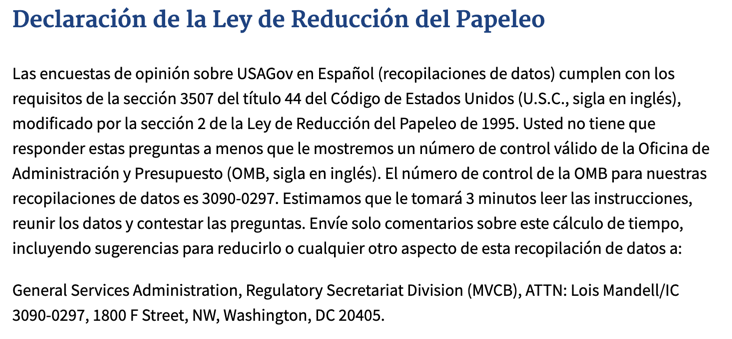 Declaración de la Ley de Reducción del Papeleo
Las encuestas de opinión sobre USAGov en Español (recopilaciones de datos) cumplen con los
requisitos de la sección 3507 del título 44 del Código de Estados Unidos (U.S.C., sigla en inglés),
modificado por la sección 2 de la Ley de Reducción del Papeleo de 1995. Usted no tiene que
responder estas preguntas a menos que le mostremos un número de control válido de la Oficina de
Administración y Presupuesto (OMB, sigla en inglés). El número de control de la OMB para nuestras
recopilaciones de datos es 3090-0297. Estimamos que le tomará 3 minutos leer las instrucciones,
reunir los datos y contestar las preguntas. Envíe solo comentarios sobre este cálculo de tiempo,
incluyendo sugerencias para reducirlo o cualquier otro aspecto de esta recopilación de datos a:
General Services Administration, Regulatory Secretariat Division (MVCB), ATTN: Lois Mandell/IC
3090-0297, 1800 F Street, NW, Washington, DC 20405.